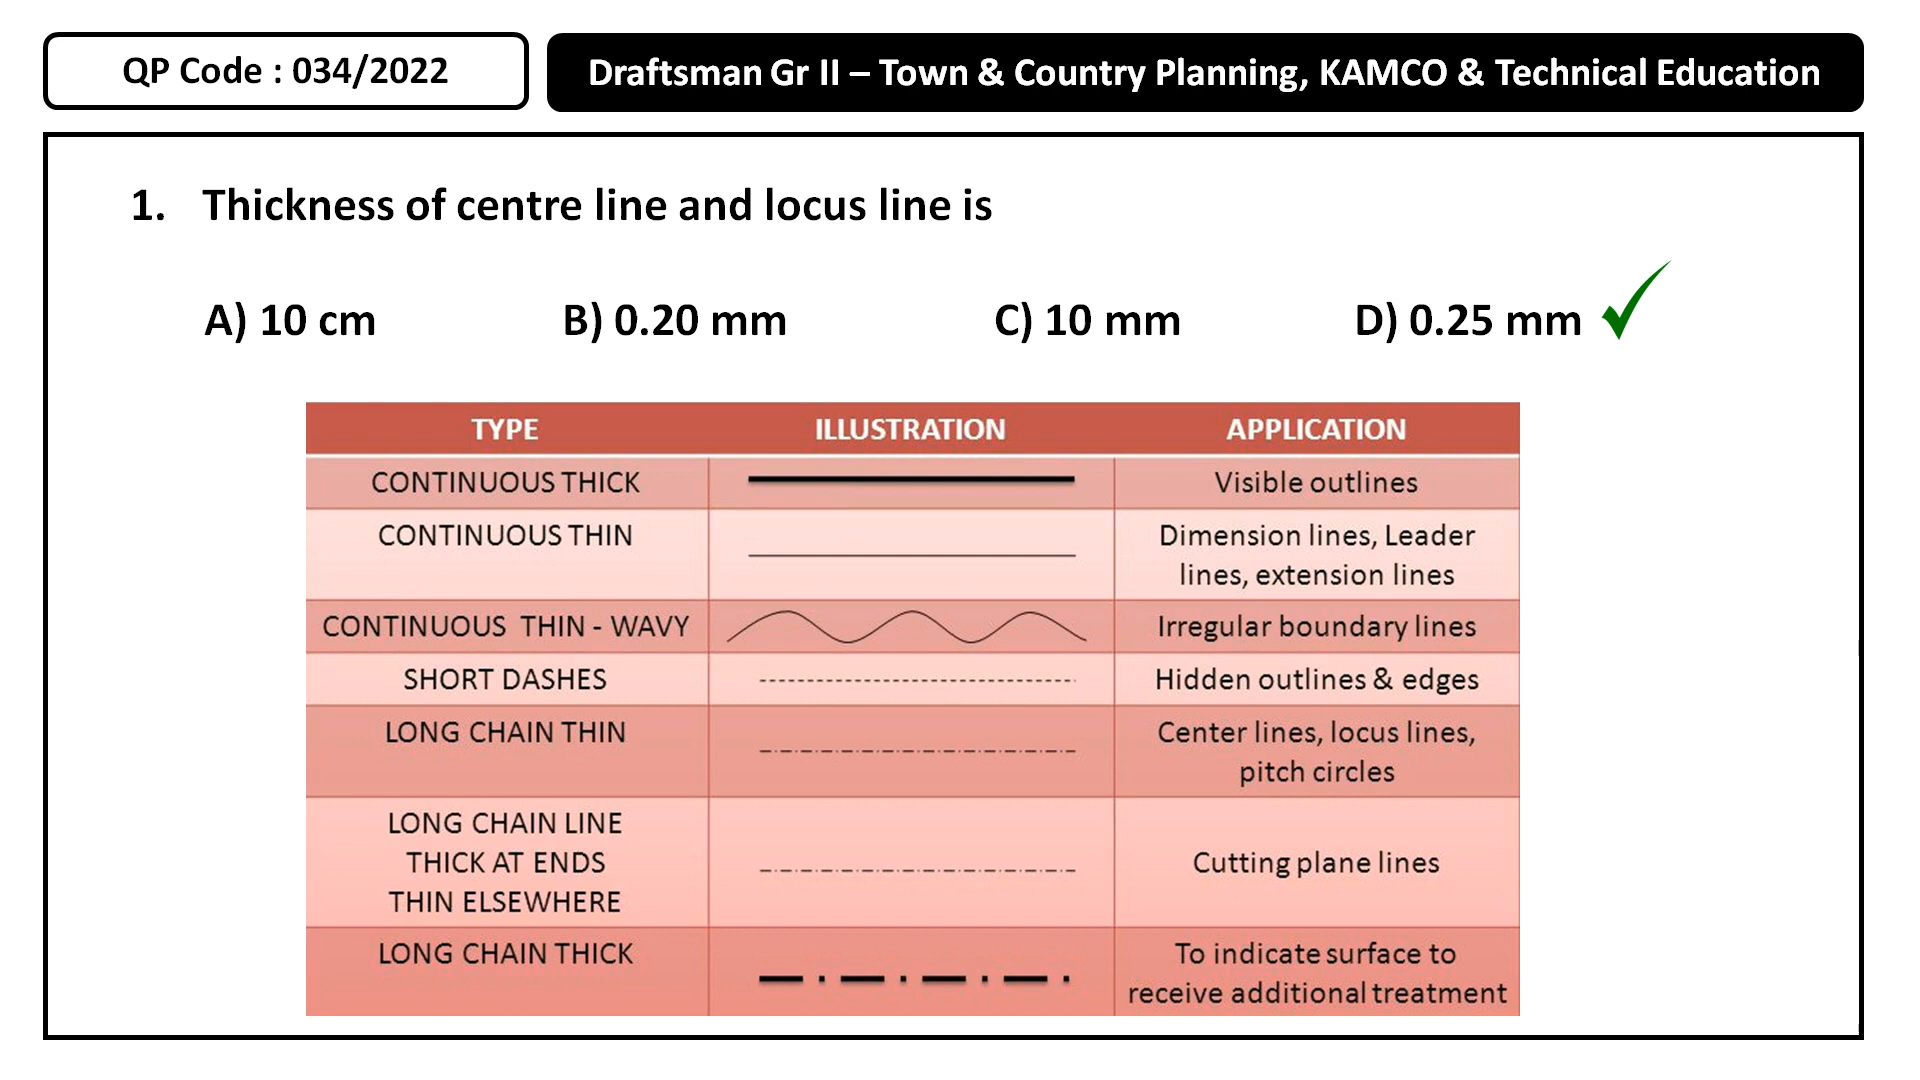 QP Code : 034/2022
Draftsman Gr II – Town & Country Planning, KAMCO & Technical Education
1. Thickness of centre line and locus line is
A) 10 cm B) 0.20 mm C) 10 mm D) 0.25 mm
TYPE ILLUSTRATION APPLICATION
CONTINUOUS THICK Visible outlines
CONTINUOUS THIN Dimension lines, Leader
lines, extension lines
CONTINUOUS THIN - WAVY Irregular boundary lines
SHORT DASHES Hidden outlines & edges
LONG CHAIN THIN Center lines, locus lines,
pitch circles
LONG CHAIN LINE
THICK AT ENDS
THIN ELSEWHERE
Cutting plane lines
LONG CHAIN THICK To indicate surface to
receive additional treatment